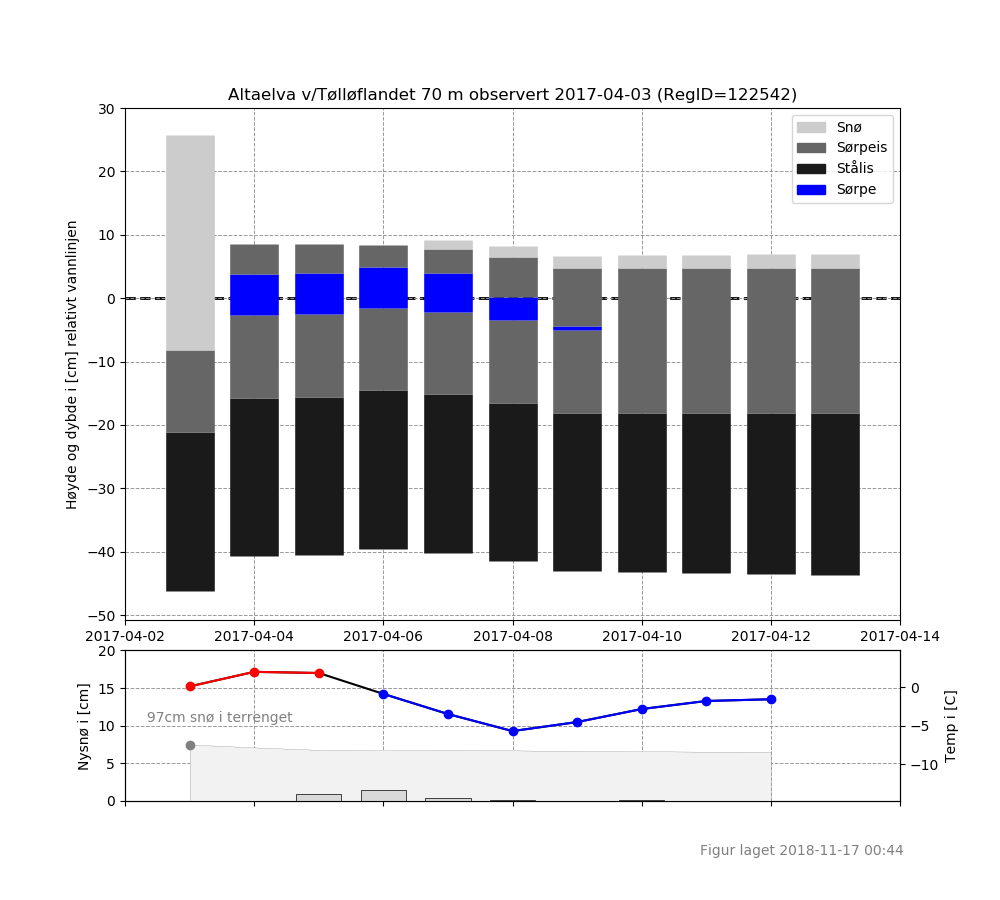 Altaelva v/Tølløflandet 70 m observert 2017-04-03 (RegID=122542)
Høyde og dybde i [cm] relativt vannlinjen
30
20
10
0
−10
−20
−30
−40
−50
Snø
Sørpeis
Stålis
Sørpe
2017-04-02 2017-04-04 2017-04-06 2017-04-08 2017-04-10 2017-04-12 2017-04-14
Nysnø i [cm]
20
15
10
5
0
97cm snø i terrenget
0
−5
−10
Temp i [C]
Figur laget 2018-11-17 00:44